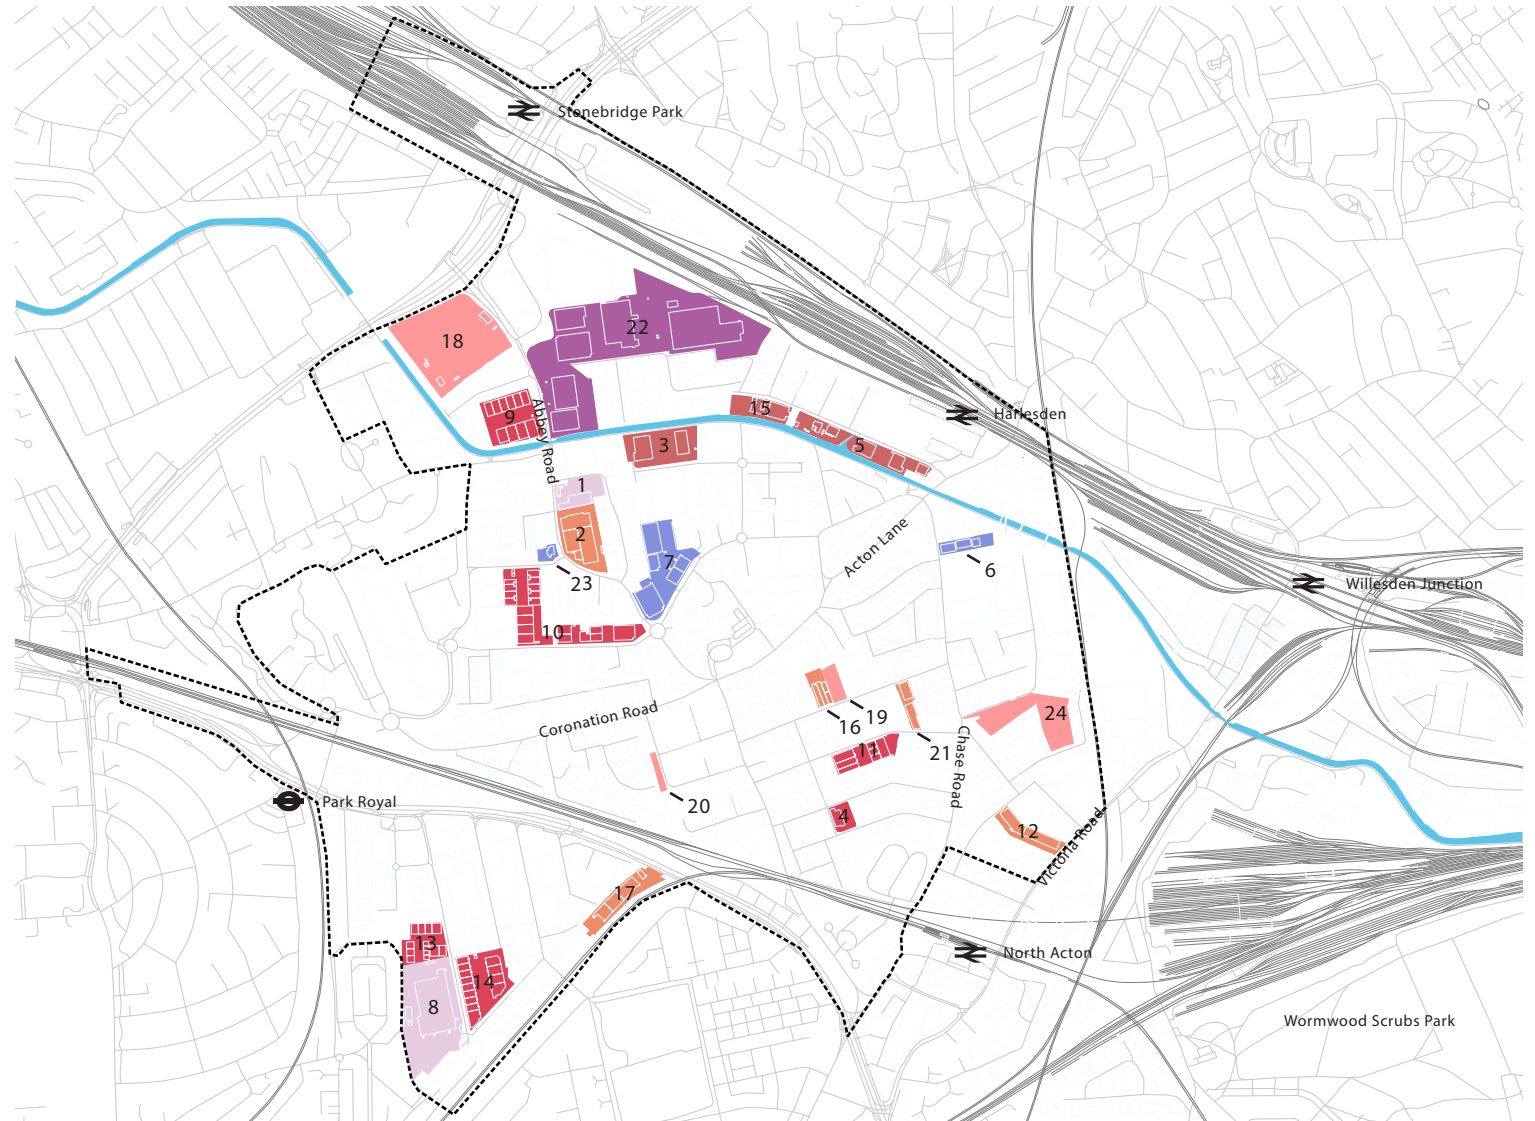 Stonebridge Park
22
18
15
9
Abbey Road
Harlesden
3
5
1
2
Acton Lane
7
6
23
Willesden Junction
10
Coronation Road
19
16
24
21
11
Chase Road
20
Park Royal
4
12
Victoria Road
17
13
14
8
North Acton
Wormwood Scrubs Park